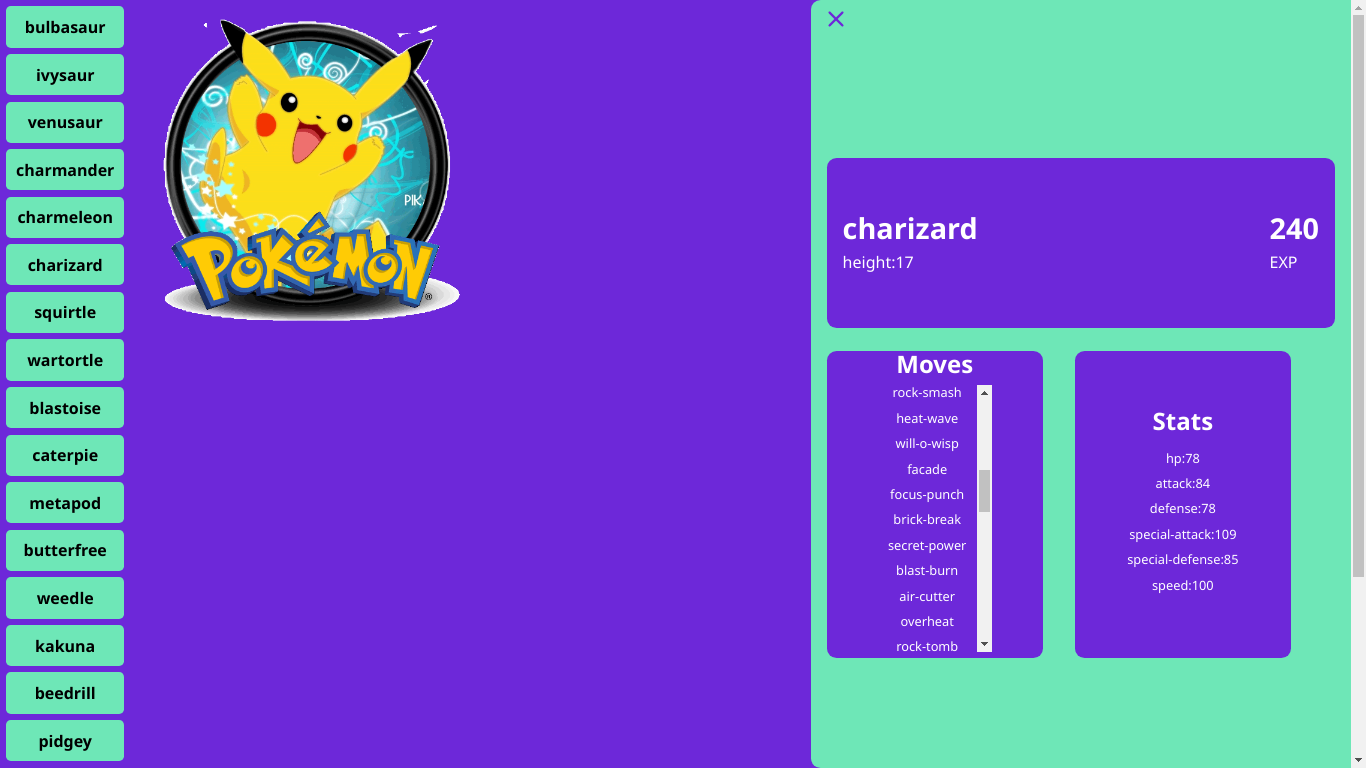 bulbasaur
ivysaur
venusaur
charmander
charmeleon
charizard
squirtle
wartortle
blastoise
caterpie
metapod
butterfree
weedle
kakuna
beedrill
pidgey
PIK
POKéMON
®
charizard
height:17
240
EXP
Moves
rock-smash
heat-wave
will-o-wisp
facade
focus-punch
brick-break
secret-power
blast-burn
air-cutter
overheat
rock-tomb
Stats
hp:78
attack:84
defense:78
special-attack:109
special-defense:85
speed:100